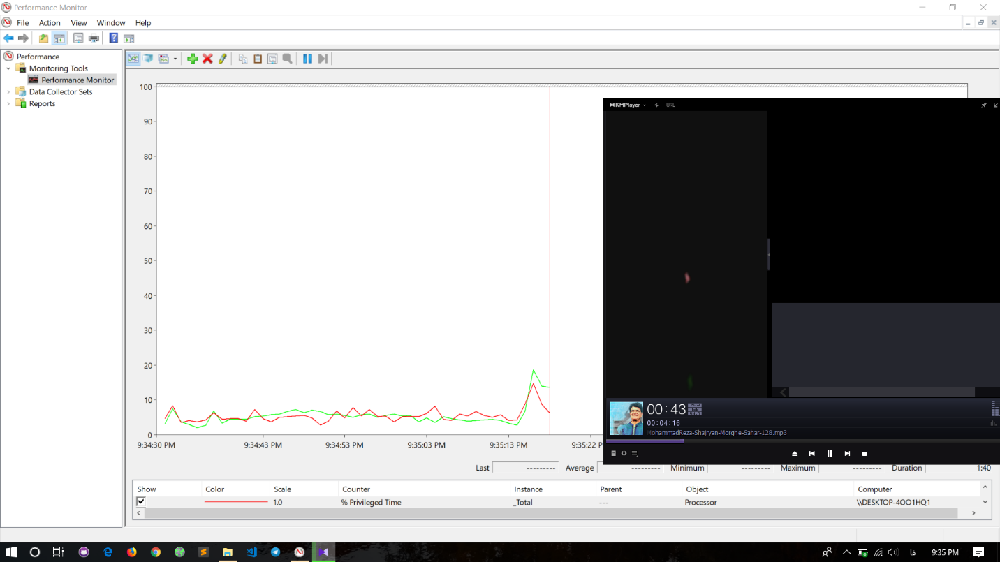 Performance Monitor
File Action View Window Help
Performance
Monitoring Tools
Performance Monitor
Data Collector Sets
Reports
100
90
80
70
60
50
40
30
20
10
0
9:34:30 PM 9:34:43 PM 9:34:53 PM 9:35:03 PM 9:35:13 PM 9:35:22 P
KMPlayer URL
00:43
00:04:16
MohammadReza-Shajryan-Morghe-Sahar-128.mp3
Last --------- Average --------- Minimum --------- Maximum --------- Duration 1:40
Show Color Scale Counter Instance Parent Object Computer
1.0 % Privileged Time _Total --- Processor \\DESKTOP-4OO1HQ1
فا 9:35 PM